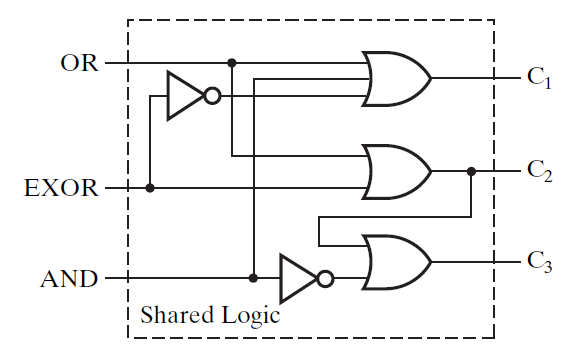 OR
C₁
EXOR
C₂
AND
C₃
Shared Logic